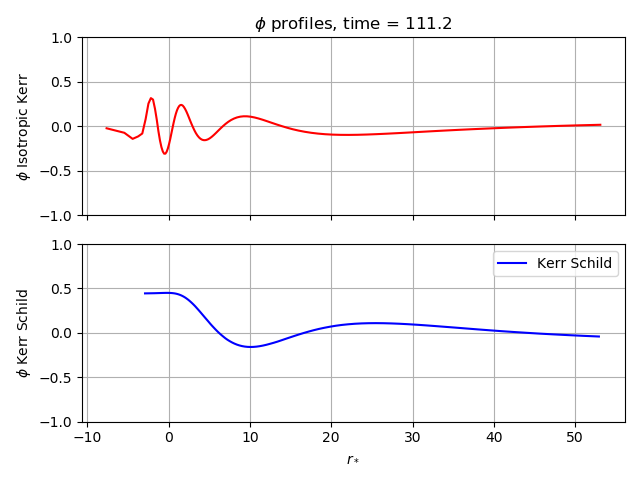 ϕ profiles, time = 111.2
1.0
0.5
0.0
−0.5
−1.0
ϕ Isotropic Kerr
1.0
0.5
0.0
−0.5
−1.0
ϕ Kerr Schild
Kerr Schild
−10 0 10 20 30 40 50
r*